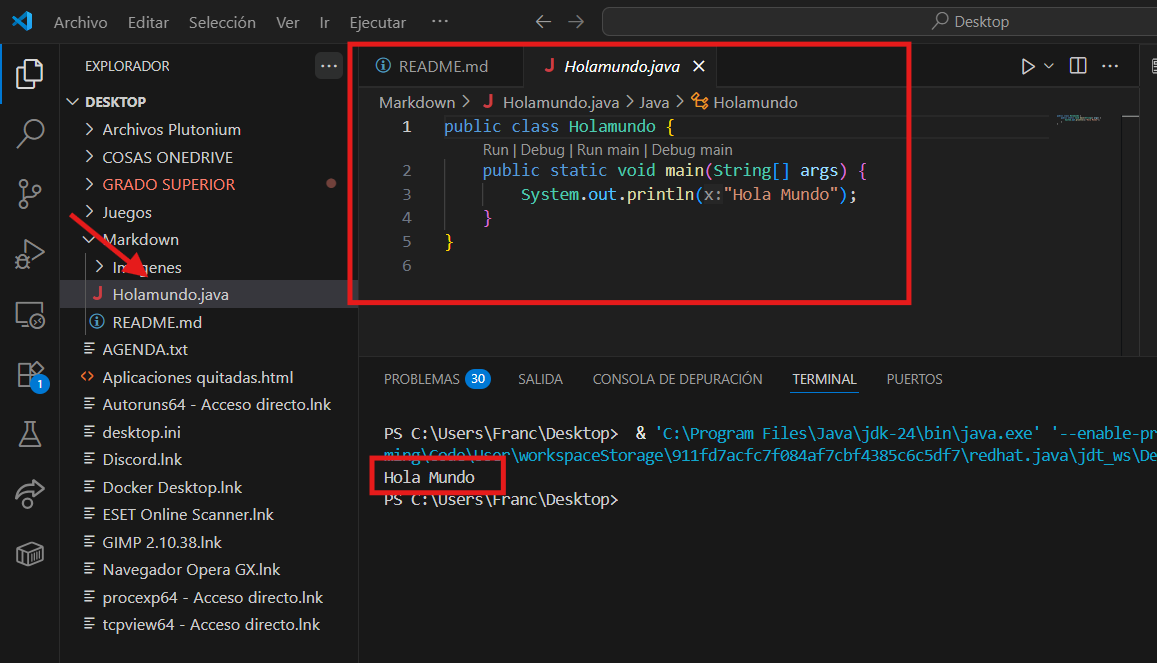 Archivo Editar Selección Ver Ir Ejecutar ··· Desktop
EXPLORADOR ···
DESKTOP
Archivos Plutonium
COSAS ONEDRIVE
GRADO SUPERIOR
Juegos
Markdown
Imágenes
J Holamundo.java
README.md
AGENDA.txt
Aplicaciones quitadas.html
Autoruns64 - Acceso directo.lnk
desktop.ini
Discord.lnk
Docker Desktop.lnk
ESET Online Scanner.lnk
GIMP 2.10.38.lnk
Navegador Opera GX.lnk
procexp64 - Acceso directo.lnk
tcpview64 - Acceso directo.lnk
1
README.md J Holamundo.java
Markdown > J Holamundo.java > Java > Holamundo
1 public class Holamundo {
Run | Debug | Run main | Debug main
2 public static void main(String[] args) {
3 System.out.println(x:"Hola Mundo");
4 }
5 }
6
PROBLEMAS 30 SALIDA CONSOLA DE DEPURACIÓN TERMINAL PUERTOS
PS C:\Users\Franc\Desktop> & 'C:\Program Files\Java\jdk-24\bin\java.exe' '--enable-pr
ming\Code\User\workspaceStorage\911fd7acfc7f084af7cbf4385c6c5df7\redhat.java\jdt_ws\De
Hola Mundo
PS C:\Users\Franc\Desktop>